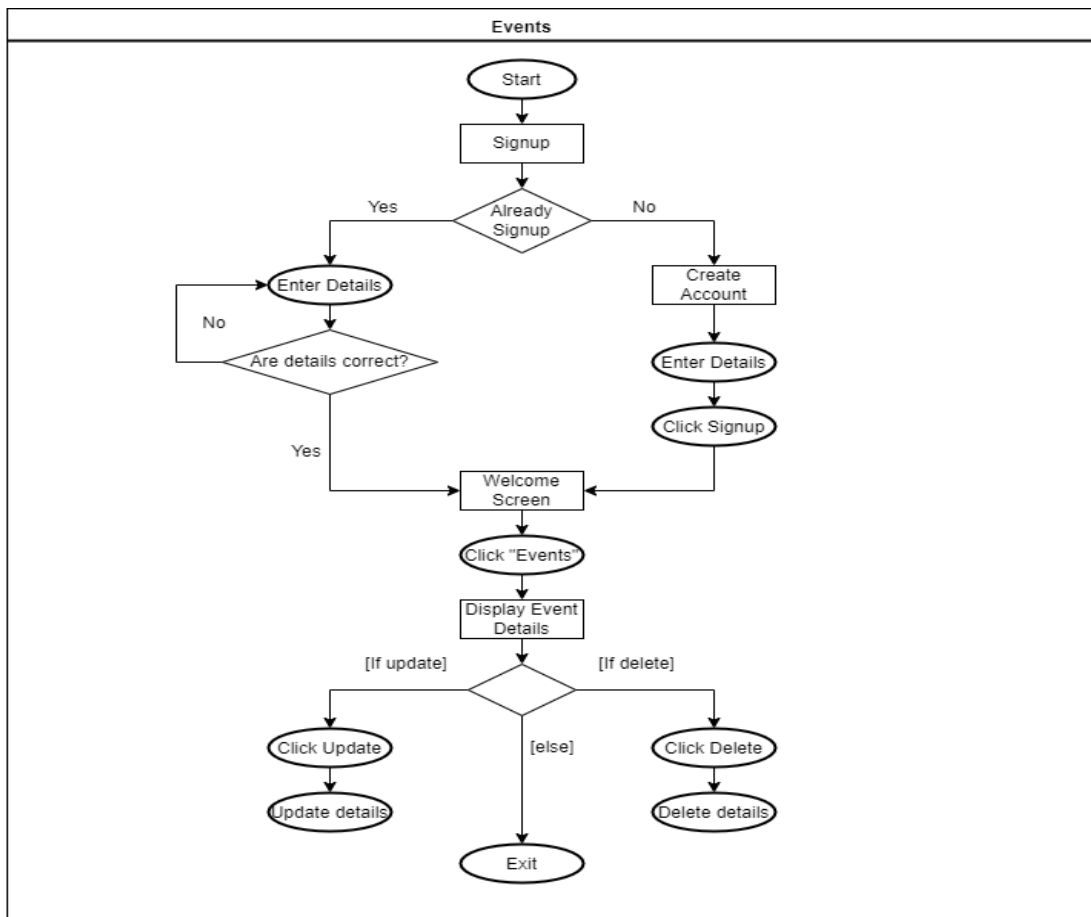 Events
Start
Signup
Already
Signup
Yes
No
Enter Details
Create
Account
No
Are details correct?
Enter Details
Click Signup
Yes
Welcome
Screen
Click "Events"
Display Event
Details
[If update]
[If delete]
Click Update
[else]
Click Delete
Update details
Delete details
Exit